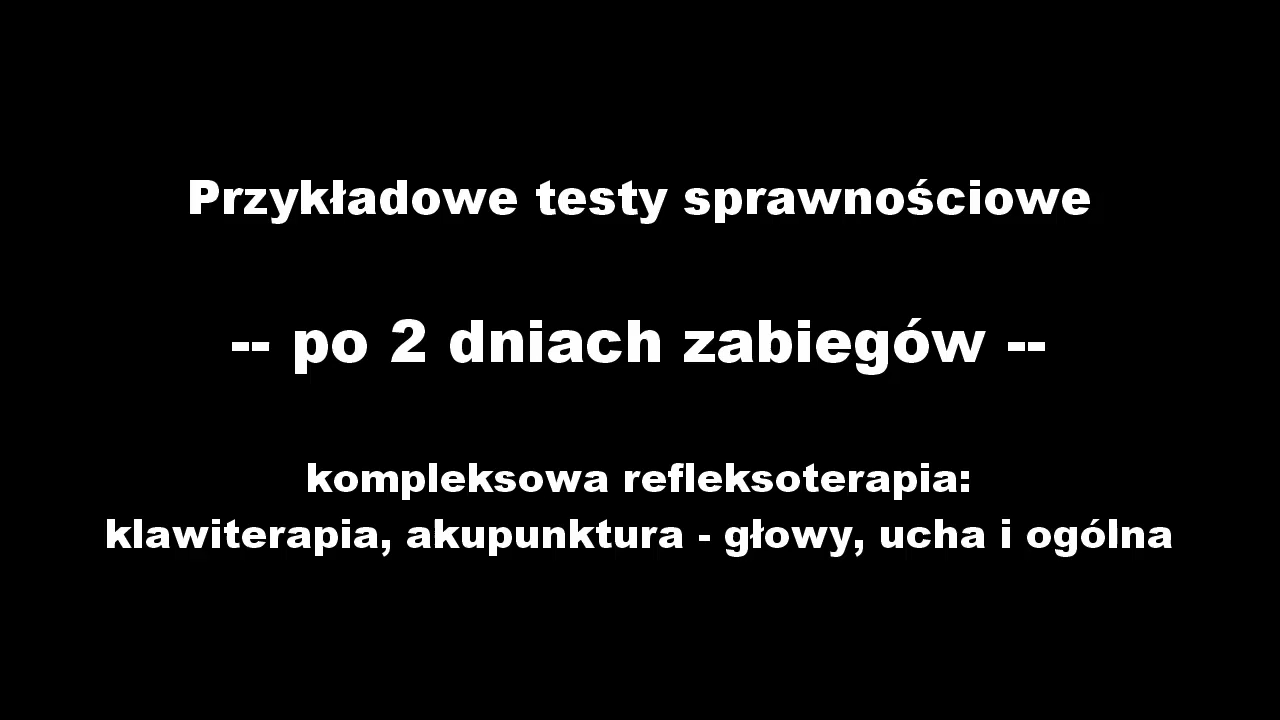 Przykładowe testy sprawnościowe
-- po 2 dniach zabiegów --
kompleksowa refleksoterapia:
klawiterapia, akupunktura - głowy, ucha i ogólna